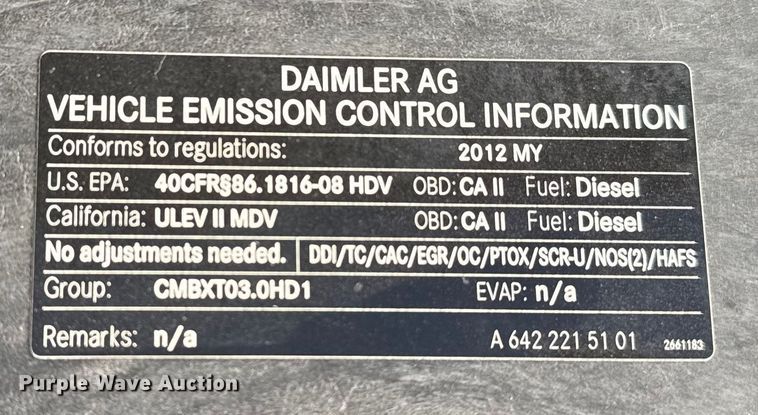 DAIMLER AG
VEHICLE EMISSION CONTROL INFORMATION
Conforms to regulations: 2012 MY
U.S. EPA: 40CFR§86.1816-08 HDV OBD: CA II Fuel: Diesel
California: ULEV II MDV OBD: CA II Fuel: Diesel
No adjustments needed. DDI/TC/CAC/EGR/OC/PTOX/SCR-U/NOS(2)/HAFS
Group: CMBXT03.0HD1 EVAP: n/a
Remarks: n/a A 642 221 51 01 2661183
Purple Wave Auction